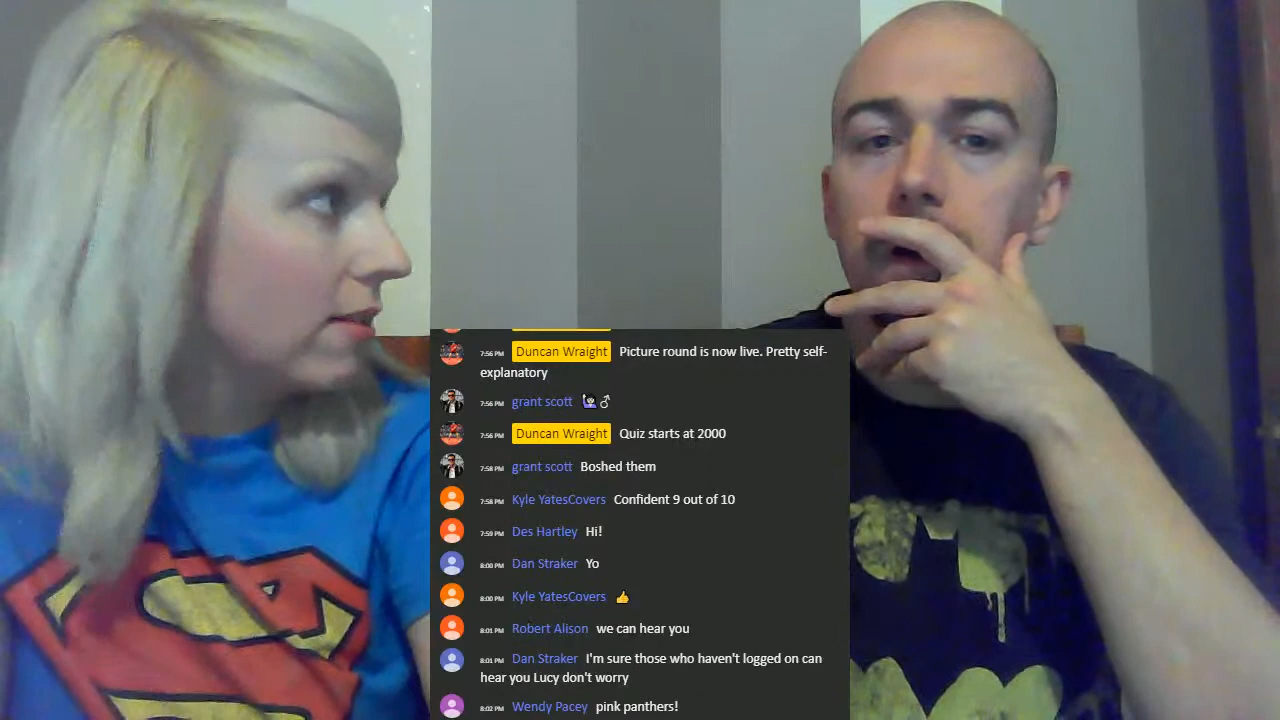 7:56 PM Duncan Wraight Picture round is now live. Pretty self-
explanatory
7:56 PM grant scott 🙋🏻♂
7:56 PM Duncan Wraight Quiz starts at 2000
7:58 PM grant scott Boshed them
7:58 PM Kyle YatesCovers Confident 9 out of 10
7:59 PM Des Hartley Hi!
8:00 PM Dan Straker Yo
8:00 PM Kyle YatesCovers 👍
8:01 PM Robert Alison we can hear you
8:01 PM Dan Straker I'm sure those who haven't logged on can
hear you Lucy don't worry
8:02 PM Wendy Pacey pink panthers!